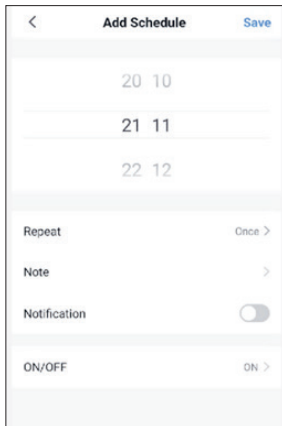 Add Schedule Save
20 10
21 11
22 12
Repeat Once >
Note >
Notification
ON/OFF ON >